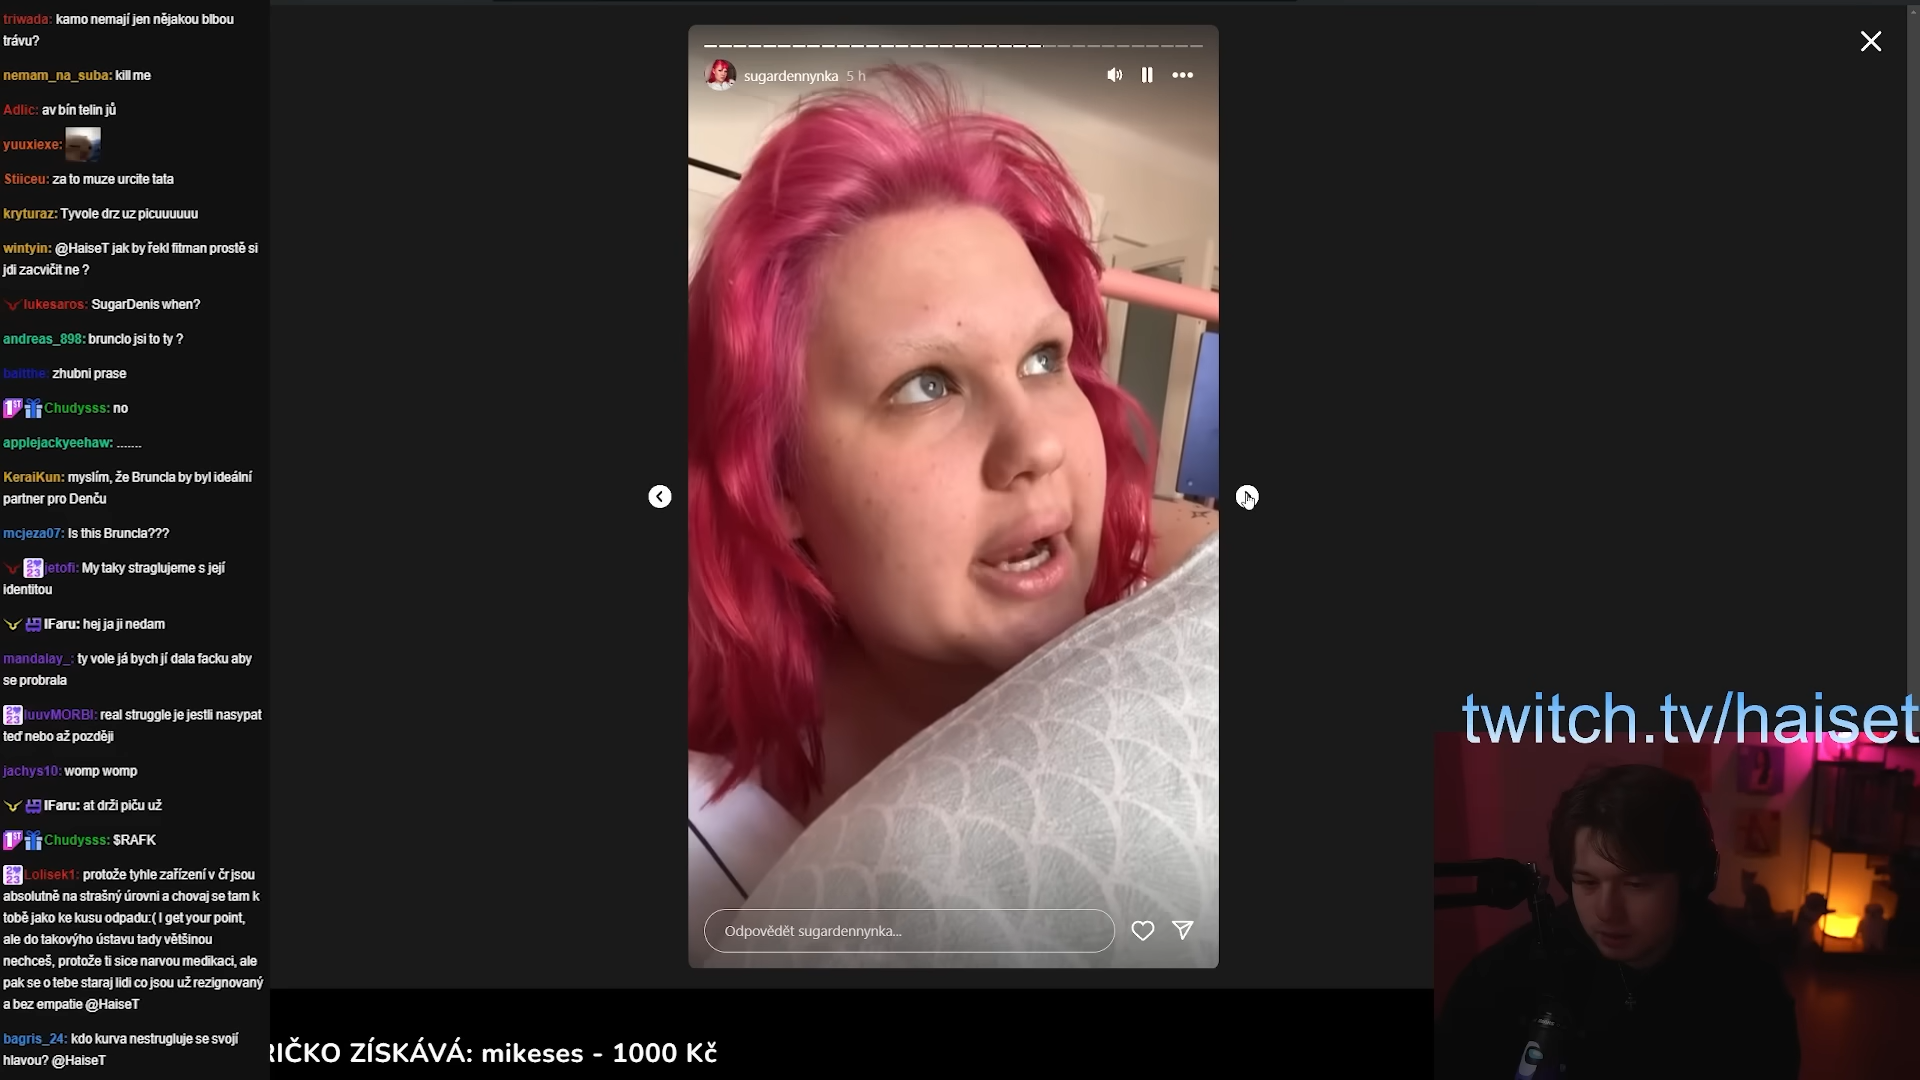 triwada: kamo nemají jen nějakou blbou
trávu?
nemam_na_suba: kill me
Adlic: av bín telin jů
yuuxiexe:
Stiiceu: za to muze urcite tata
kryturaz: Tyvole drz uz picuuuuuu
wintyin: @HaiseT jak by řekl fitman prostě si
jdi zacvičit ne ?
lukesaros: SugarDenis when?
andreas_898: brunclo jsi to ty ?
baitthe: zhubni prase
1ST Chudysss: no
applejackyeehaw: .......
KeraiKun: myslím, že Bruncla by byl ideální
partner pro Denču
mcjeza07: Is this Bruncla???
jetofi: My taky straglujeme s její
identitou
IFaru: hej ja ji nedam
mandalay_: ty vole já bych jí dala facku aby
se probrala
luuvMORBI: real struggle je jestli nasypat
teď nebo až později
jachys10: womp womp
IFaru: at drži piču už
1ST Chudysss: $RAFK
Lolisek1: protože tyhle zařízení v čr jsou
absolutně na strašný úrovni a chovaj se tam k
tobě jako ke kusu odpadu:( I get your point,
ale do takovýho ústavu tady většinou
nechceš, protože ti sice narvou medikaci, ale
pak se o tebe staraj lidi co jsou už rezignovaný
a bez empatie @HaiseT
bagris_24: kdo kurva nestrugluje se svojí
hlavou? @HaiseT
sugardennynka 5 h
Odpovědět sugardennynka...
twitch.tv/haiset
RIČKO ZÍSKÁVÁ: mikeses - 1000 Kč